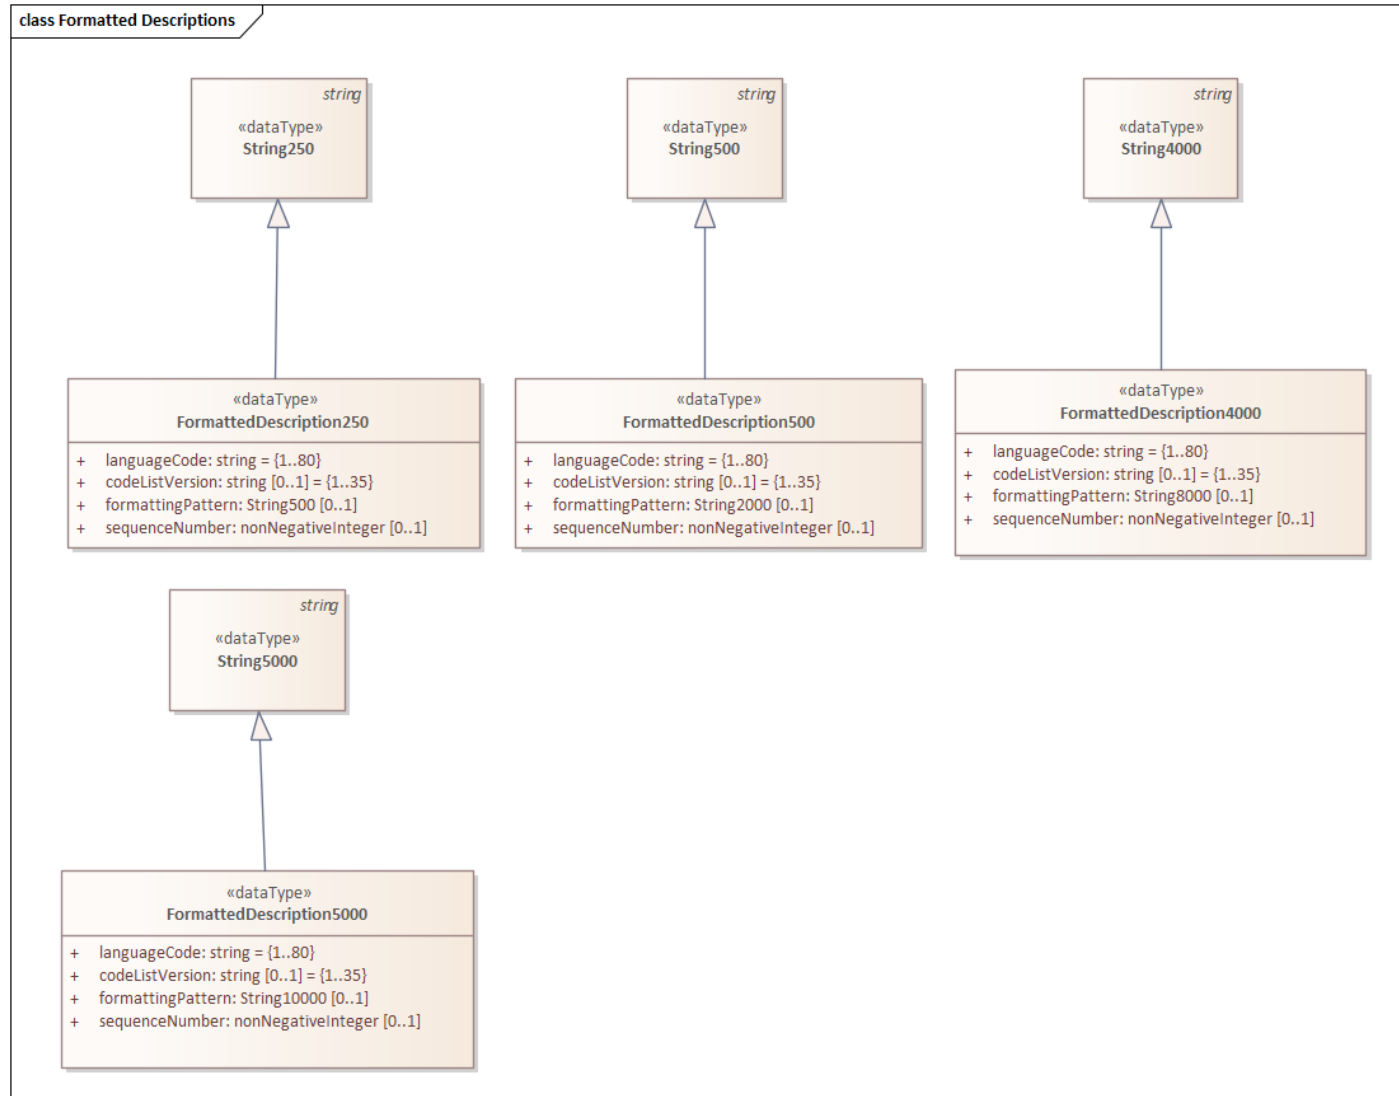 class Formatted Descriptions
string
«dataType»
String250
string
«dataType»
String500
string
«dataType»
String4000
«dataType»
FormattedDescription250
+ languageCode: string = {1..80}
+ codeListVersion: string [0..1] = {1..35}
+ formattingPattern: String500 [0..1]
+ sequenceNumber: nonNegativeInteger [0..1]
«dataType»
FormattedDescription500
+ languageCode: string = {1..80}
+ codeListVersion: string [0..1] = {1..35}
+ formattingPattern: String2000 [0..1]
+ sequenceNumber: nonNegativeInteger [0..1]
«dataType»
FormattedDescription4000
+ languageCode: string = {1..80}
+ codeListVersion: string [0..1] = {1..35}
+ formattingPattern: String8000 [0..1]
+ sequenceNumber: nonNegativeInteger [0..1]
string
«dataType»
String5000
«dataType»
FormattedDescription5000
+ languageCode: string = {1..80}
+ codeListVersion: string [0..1] = {1..35}
+ formattingPattern: String10000 [0..1]
+ sequenceNumber: nonNegativeInteger [0..1]